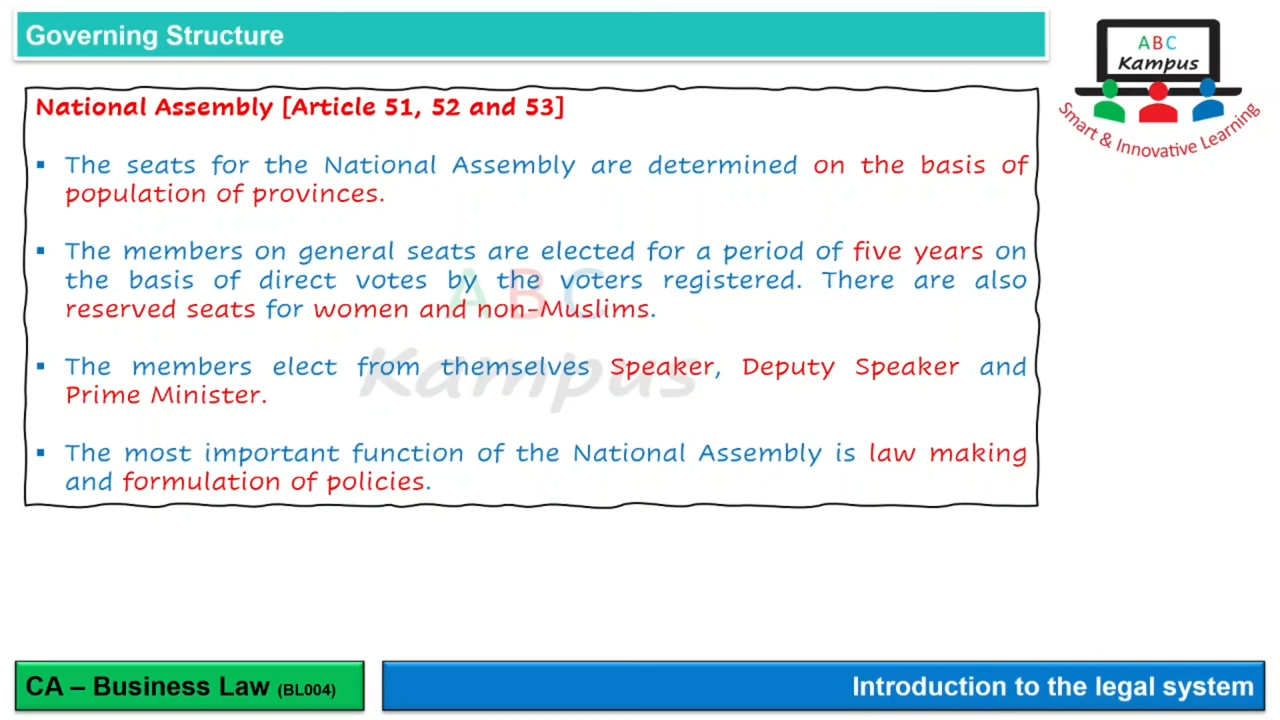 Governing Structure
ABC
Kampus
Smart & Innovative Learning
National Assembly [Article 51, 52 and 53]
▪ The seats for the National Assembly are determined on the basis of
population of provinces.
▪ The members on general seats are elected for a period of five years on
the basis of direct votes by the voters registered. There are also
reserved seats for women and non-Muslims.
▪ The members elect from themselves Speaker, Deputy Speaker and
Prime Minister.
▪ The most important function of the National Assembly is law making
and formulation of policies.
ABC
Kampus
CA – Business Law (BL004)
Introduction to the legal system